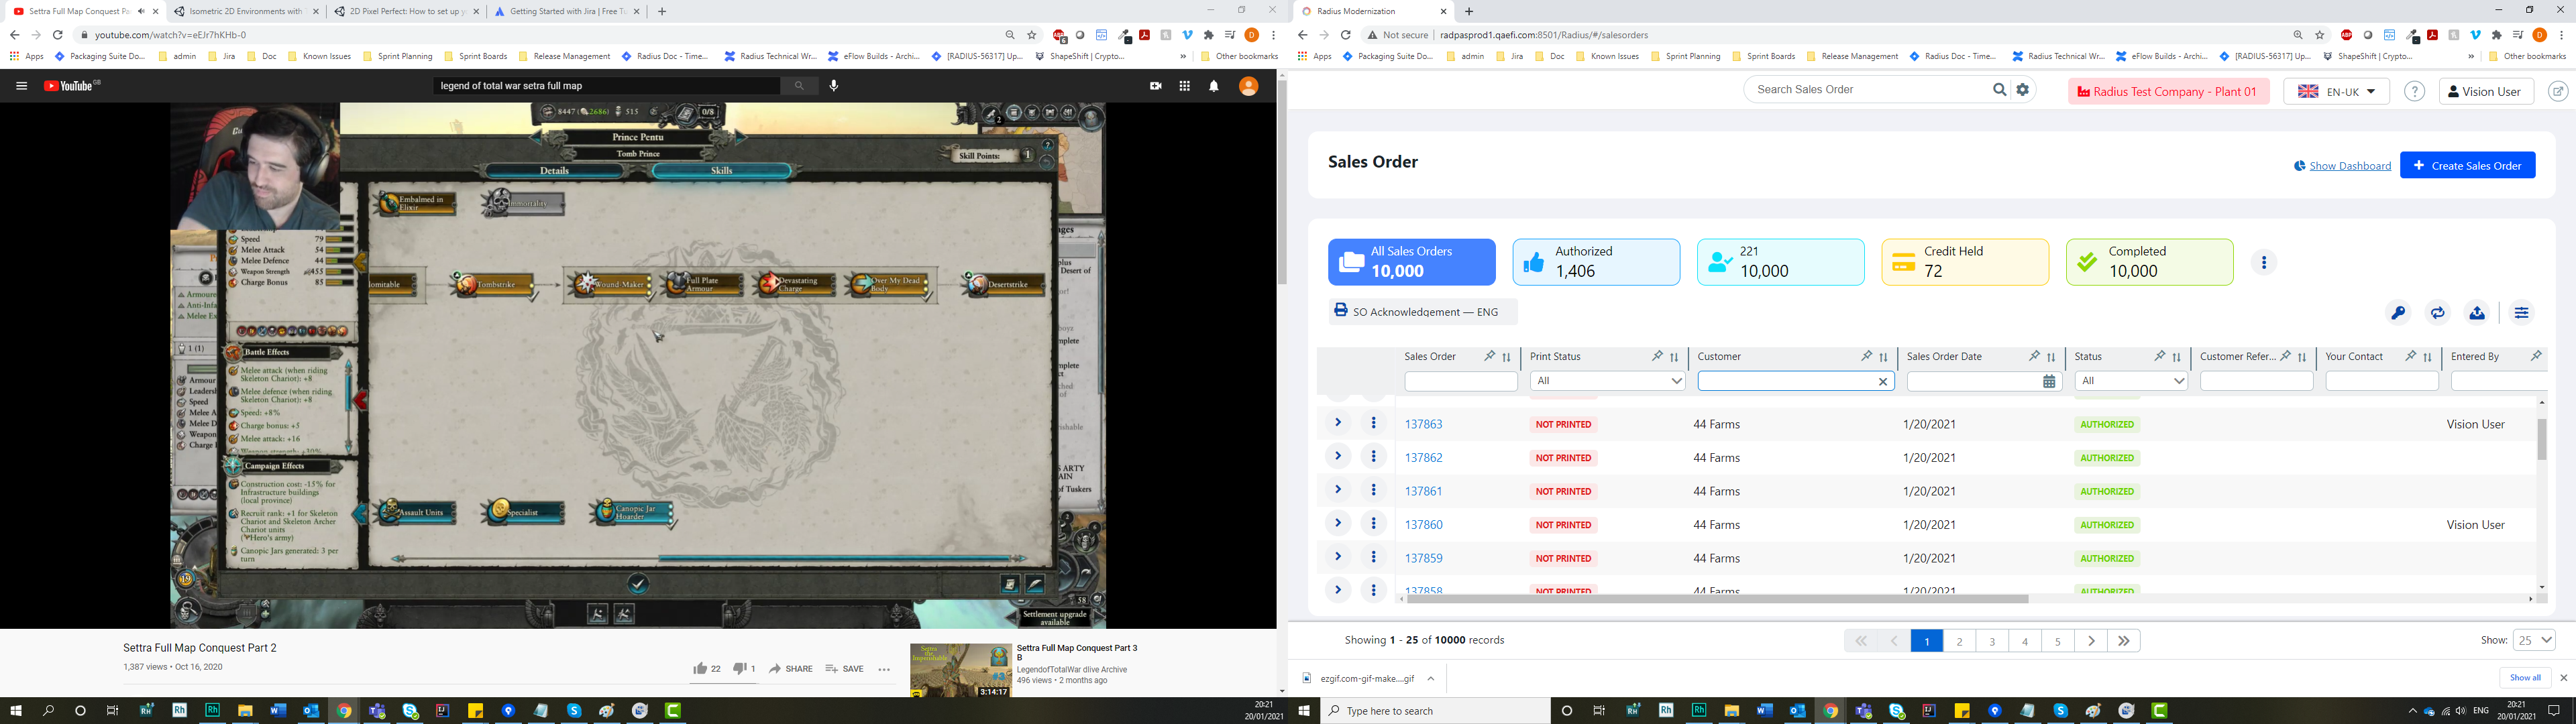 Settra Full Map Conquest Par
Isometric 2D Environments with
2D Pixel Perfect: How to set up yo
Getting Started with Jira | Free Tu
youtube.com/watch?v=eEJr7hKHb-0
Apps
Packaging Suite Do...
admin
Jira
Doc
Known Issues
Sprint Planning
Sprint Boards
Release Management
Radius Doc - Time...
Radius Technical Wr...
eFlow Builds - Archi...
[RADIUS-56317] Up...
ShapeShift | Crypto...
Other bookmarks
YouTube GB
legend of total war setra full map
8447 (2686)
515
0/8
Prince Pentu
Tomb Prince
Skill Points: 1
Details
Skills
Embalmed in Elixir
Immortality
Speed 79
Melee Attack 54
Melee Defence 44
Weapon Strength 455
Charge Bonus 85
Tombstrike
Wound-Maker
Full Plate Armour
Devastating Charge
Over My Dead Body
Desertstrike
Battle Effects
Melee attack (when riding Skeleton Chariot): +8
Melee defence (when riding Skeleton Chariot): +8
Speed: +8%
Charge bonus: +5
Melee attack: +16
Campaign Effects
Construction cost: -15% for Infrastructure buildings (local province)
Recruit rank: +1 for Skeleton Chariot and Skeleton Archer Chariot units (Hero's army)
Canopic Jars generated: 3 per turn
Assault Units
Specialist
Canopic Jar Hoarder
Settlement upgrade available
Settra Full Map Conquest Part 2
1,387 views • Oct 16, 2020
22
1
SHARE
SAVE
Settra Full Map Conquest Part 3 B
LegendofTotalWar dlive Archive
496 views • 2 months ago
3:14:17
20:21
20/01/2021
Radius Modernization
Not secure | radpasprod1.qaefi.com:8501/Radius/#/salesorders
Apps
Packaging Suite Do...
admin
Jira
Doc
Known Issues
Sprint Planning
Sprint Boards
Release Management
Radius Doc - Time...
Radius Technical Wr...
eFlow Builds - Archi...
[RADIUS-56317] Up...
ShapeShift | Crypto...
Other bookmarks
Search Sales Order
Radius Test Company - Plant 01
EN-UK
Vision User
Sales Order
Show Dashboard
Create Sales Order
All Sales Orders 10,000
Authorized 1,406
221 10,000
Credit Held 72
Completed 10,000
SO Acknowledgement — ENG
Sales Order Print Status Customer Sales Order Date Status Customer Refer... Your Contact Entered By
All All
137863 NOT PRINTED 44 Farms 1/20/2021 AUTHORIZED Vision User
137862 NOT PRINTED 44 Farms 1/20/2021 AUTHORIZED
137861 NOT PRINTED 44 Farms 1/20/2021 AUTHORIZED
137860 NOT PRINTED 44 Farms 1/20/2021 AUTHORIZED Vision User
137859 NOT PRINTED 44 Farms 1/20/2021 AUTHORIZED
137858 NOT PRINTED 44 Farms 1/20/2021 AUTHORIZED
Showing 1 - 25 of 10000 records
1 2 3 4 5
Show: 25
ezgif.com-gif-make....gif
Show all
Type here to search
ENG
20:21
20/01/2021